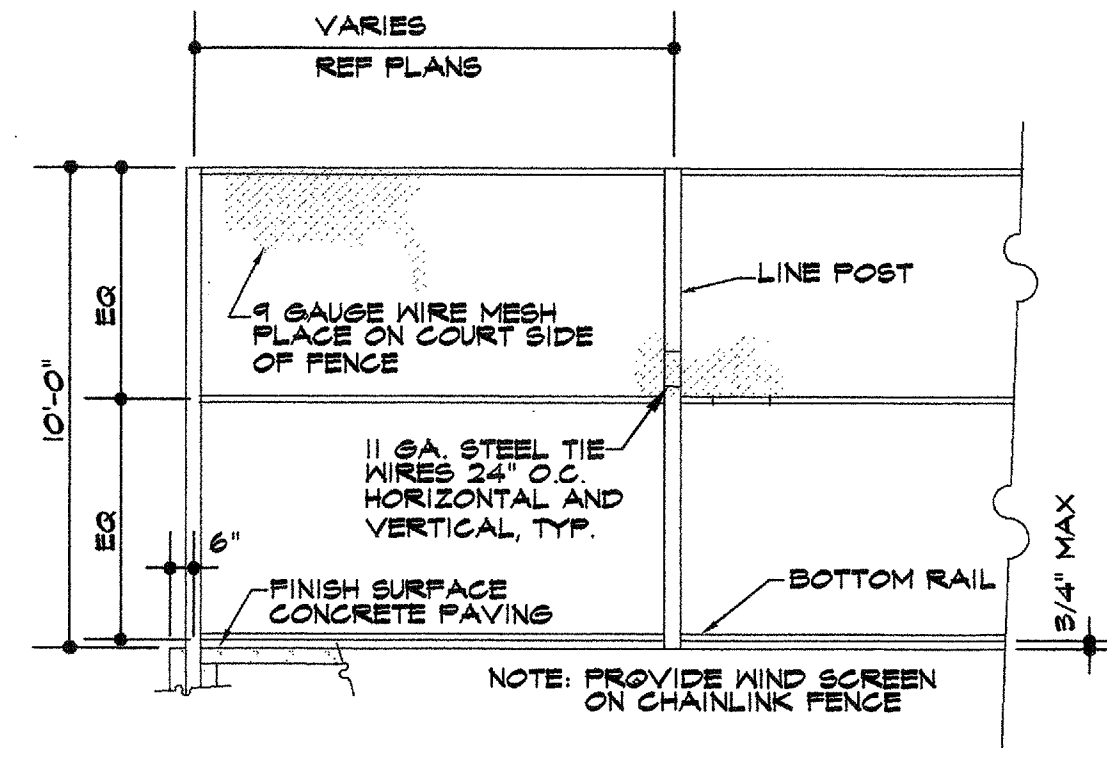 VARIES
REF PLANS
9 GAUGE WIRE MESH
PLACE ON COURT SIDE
OF FENCE
LINE POST
EQ
10'-0"
11 GA. STEEL TIE
WIRES 24" O.C.
HORIZONTAL AND
VERTICAL, TYP.
EQ
6"
FINISH SURFACE
CONCRETE PAVING
BOTTOM RAIL
3/4" MAX
NOTE: PROVIDE WIND SCREEN
ON CHAINLINK FENCE